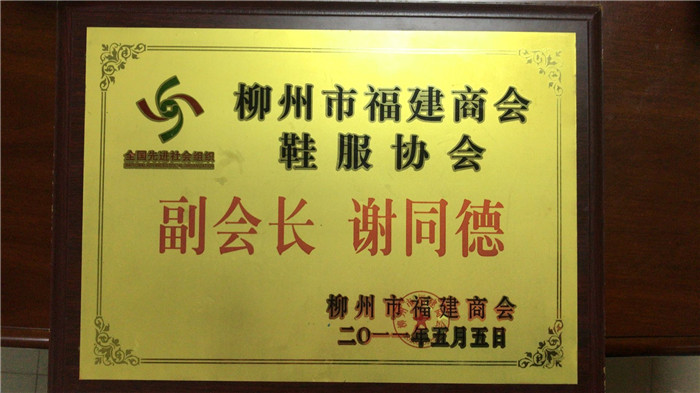 柳州市福建商会
鞋服协会
全国先进社会组织
副会长 谢同德
柳州市福建商会
二〇一一年五月五日